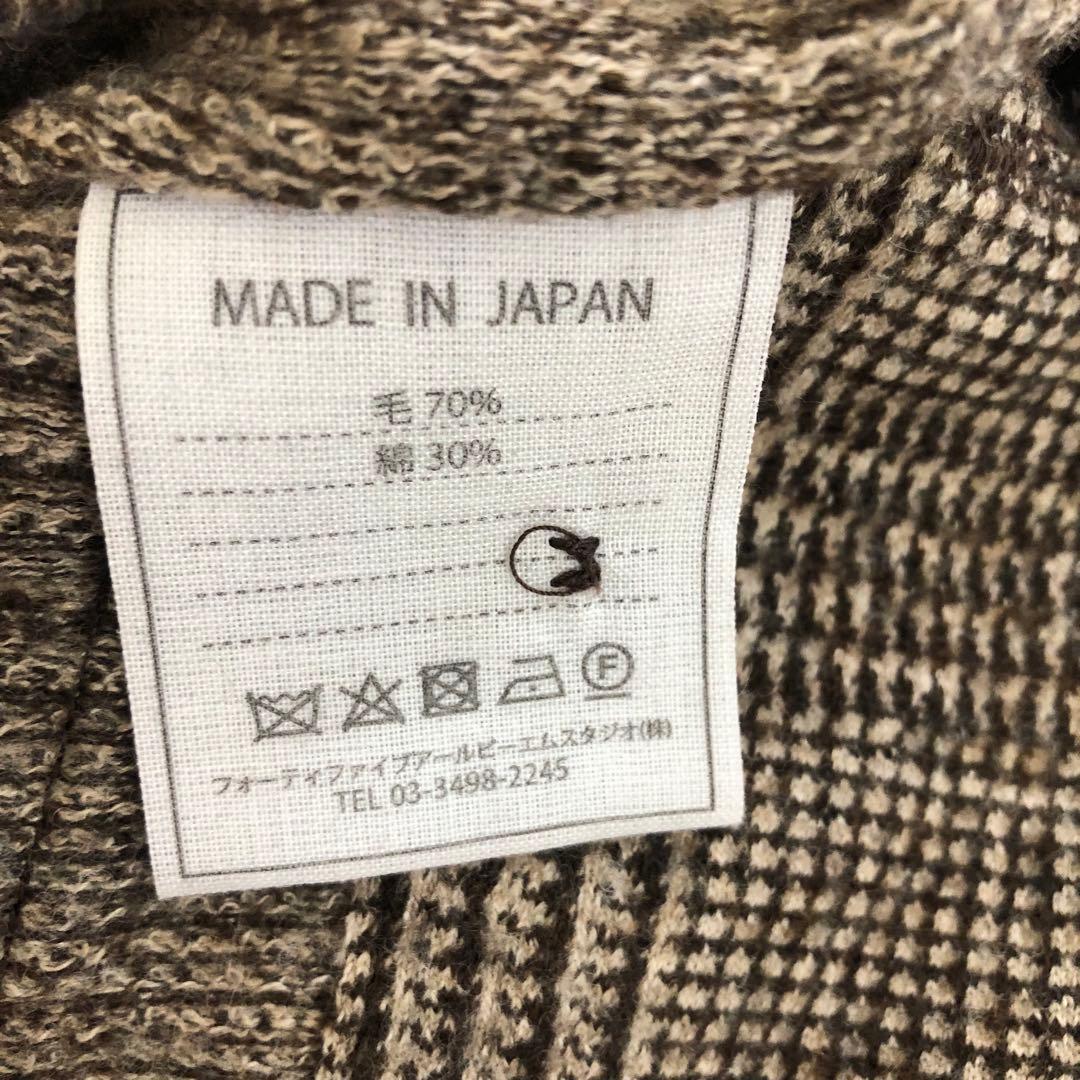 MADE IN JAPAN
毛 70%
綿 30%
F
フォーティファイブアールピーエムスタジオ(株)
TEL 03-3498-2245